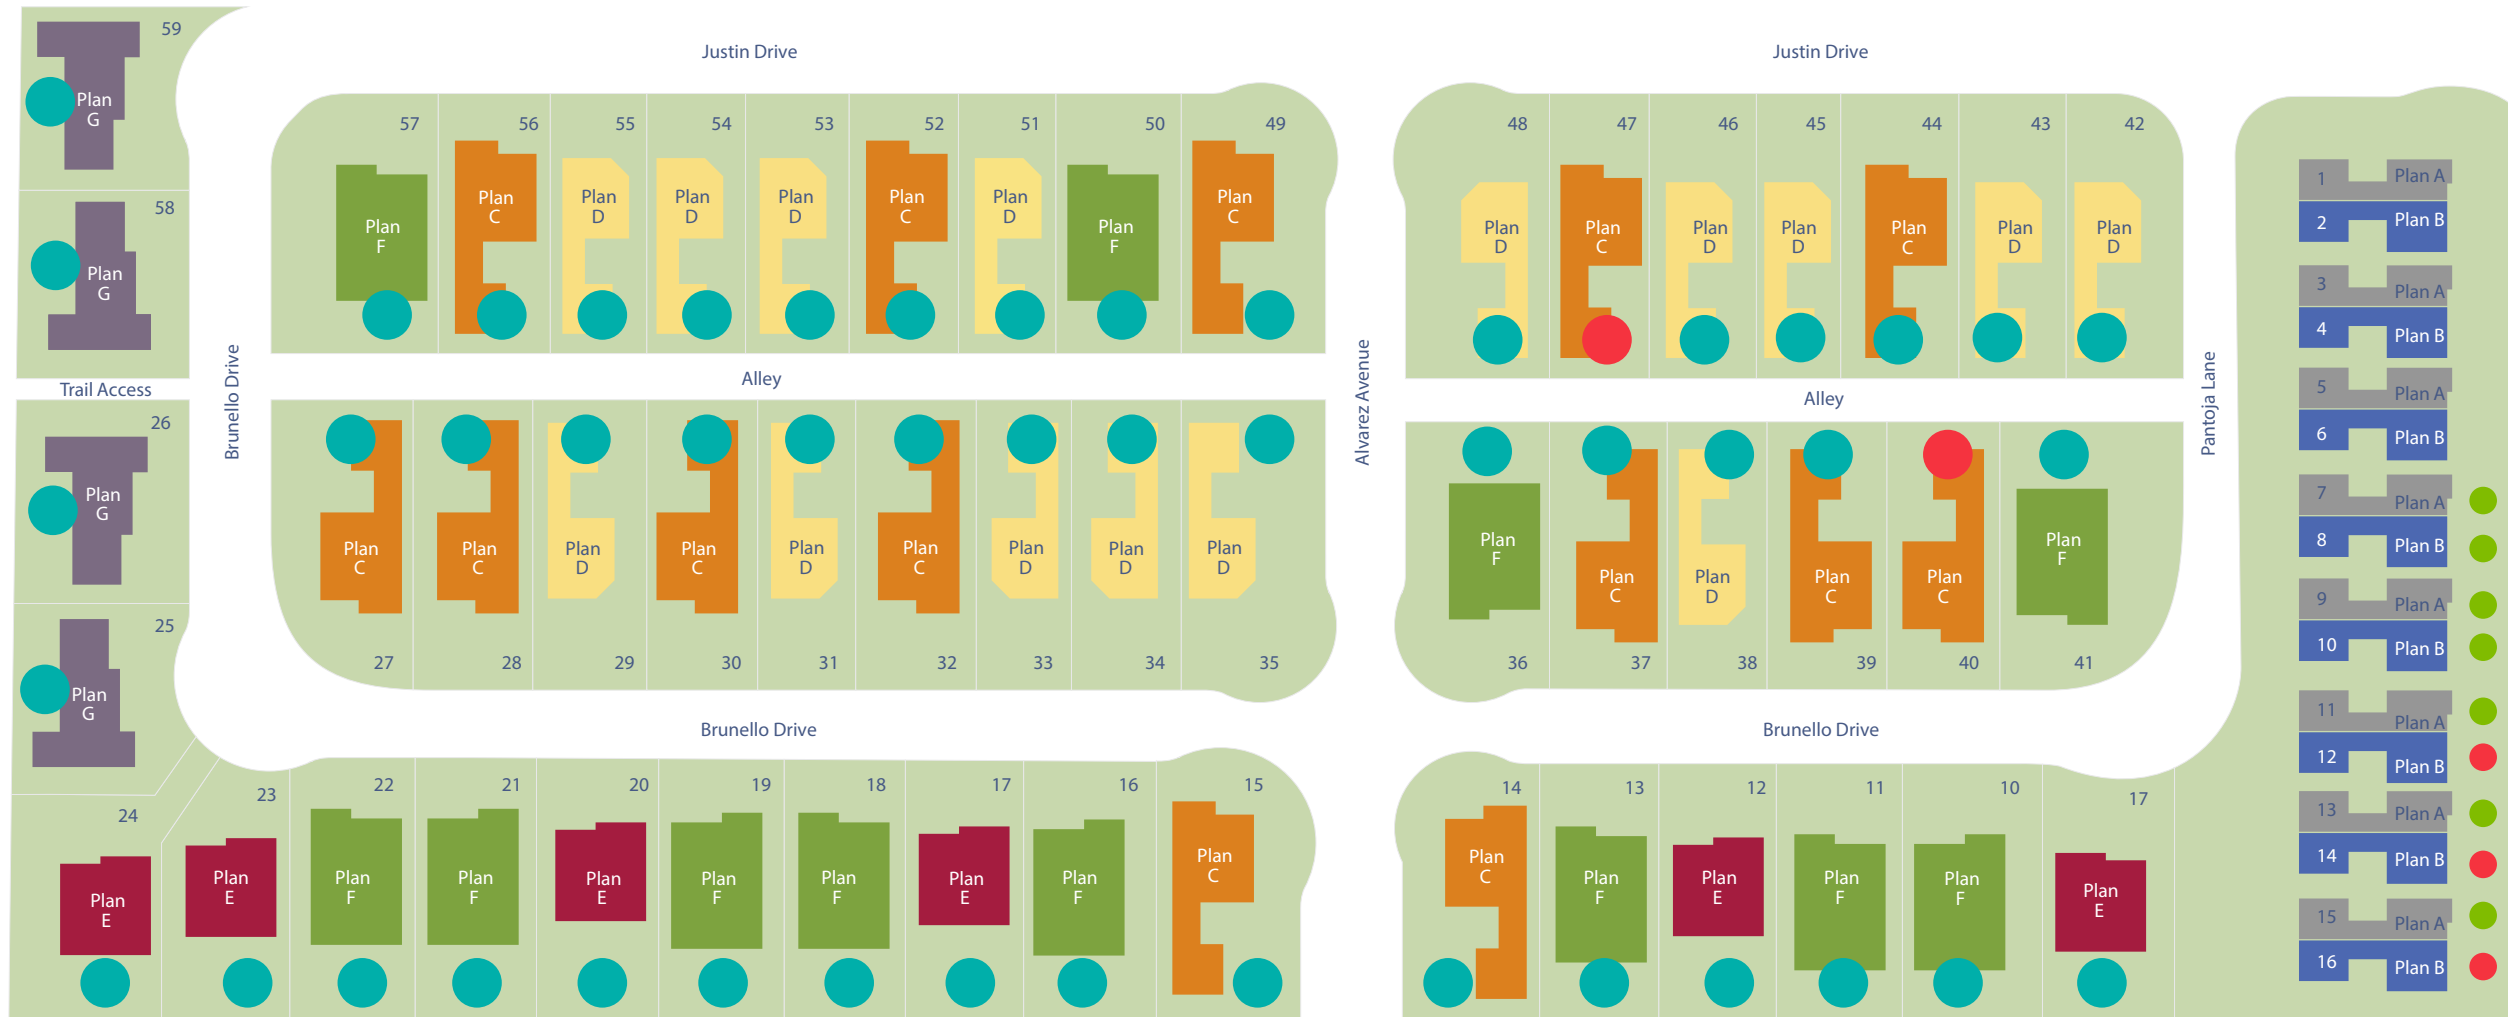 59
Plan
G
58
Plan
G
Trail Access
26
Plan
G
25
Plan
G
Brunello Drive
Justin Drive
57
56
55
54
53
52
51
50
49
Plan
F
Plan
C
Plan
D
Plan
D
Plan
D
Plan
C
Plan
D
Plan
F
Plan
C
Alley
Plan
C
Plan
C
Plan
D
Plan
C
Plan
D
Plan
C
Plan
D
Plan
D
Plan
D
27
28
29
30
31
32
33
34
35
Alvarez Avenue
Justin Drive
48
47
46
45
44
43
42
Plan
D
Plan
C
Plan
D
Plan
D
Plan
C
Plan
D
Plan
D
Alley
Plan
F
Plan
C
Plan
D
Plan
C
Plan
C
Plan
F
36
37
38
39
40
41
Pantoja Lane
Brunello Drive
Brunello Drive
24
23
22
21
20
19
18
17
16
15
Plan
E
Plan
E
Plan
F
Plan
F
Plan
E
Plan
F
Plan
F
Plan
E
Plan
F
Plan
C
14
13
12
11
10
17
Plan
C
Plan
F
Plan
E
Plan
F
Plan
F
Plan
E
1 Plan A
2 Plan B
3 Plan A
4 Plan B
5 Plan A
6 Plan B
7 Plan A
8 Plan B
9 Plan A
10 Plan B
11 Plan A
12 Plan B
13 Plan A
14 Plan B
15 Plan A
16 Plan B